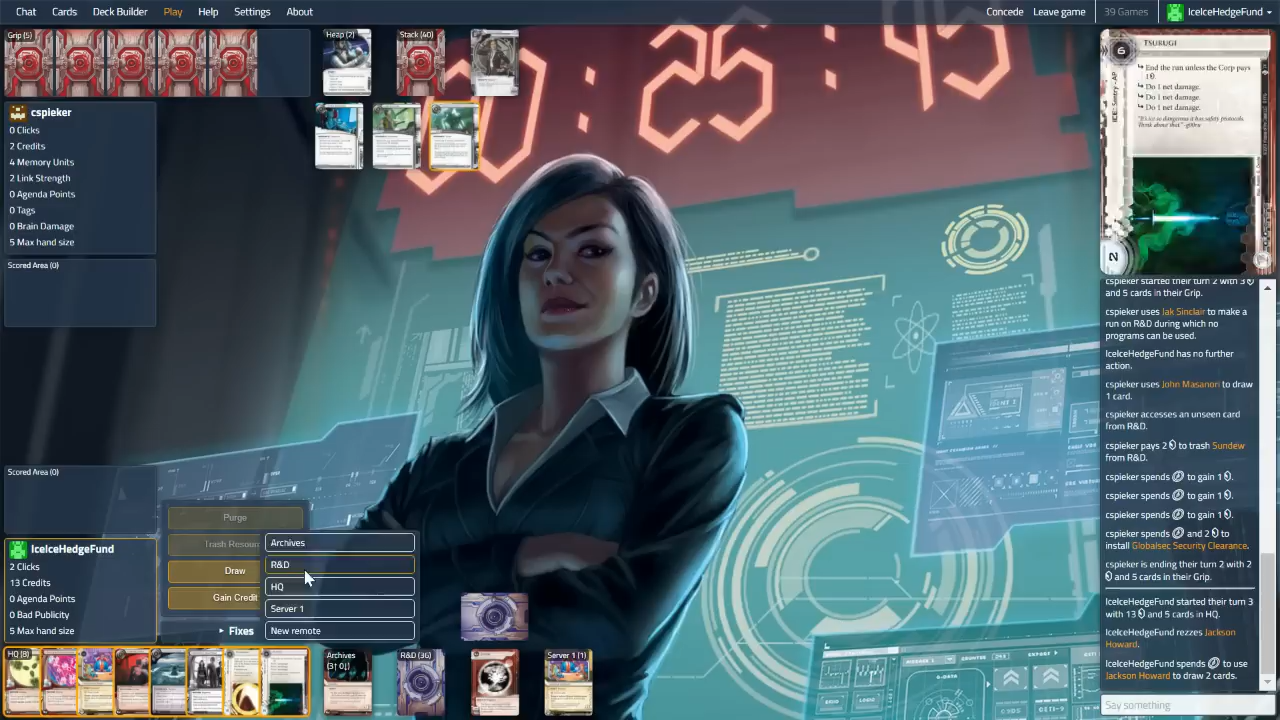 Chat
Cards
Deck Builder
Play
Help
Settings
About
Concede
Leave game
39 Games
IceIceHedgeFund
Grip (5)
Heap (2)
Stack (40)
00:25:45
cspieker
0 Clicks
2 Credits
4 Memory Units
2 Link Strength
0 Agenda Points
0 Tags
0 Brain Damage
5 Max hand size
Scored Area (0)
Scored Area (0)
Purge
Trash Resour
Draw
Gain Credit
Fixes
Archives
R&D
HQ
Server 1
New remote
IceIceHedgeFund
2 Clicks
13 Credits
0 Agenda Points
0 Bad Publicity
5 Max hand size
HQ (8)
Archives
(3↑ 0↓)
R&D (36)
Server 1 (1)
6
TSURUGI
ICE: Sentry - AP
End the run unless the Corp pays
1
Do 1 net damage.
Do 1 net damage.
Do 1 net damage.
2
cspieker started their turn 2 with 3
and 5 cards in their Grip.
cspieker uses Jak Sinclair to make a
run on R&D during which no
programs can be used.
IceIceHedgeFund has no further
action.
cspieker uses John Masanori to draw
1 card.
cspieker accesses an unseen card
from R&D.
cspieker pays 2 to trash Sundew
from R&D.
cspieker spends to gain 1.
cspieker spends to gain 1.
cspieker spends to gain 1.
cspieker spends and 2 to
install Globalsec Security Clearance.
cspieker is ending their turn 2 with 2
and 5 cards in their Grip.
IceIceHedgeFund started their turn 3
with 13 and 5 cards in HQ.
IceIceHedgeFund rezzes Jackson
Howard.
IceIceHedgeFund spends to use
Jackson Howard to draw 2 cards.
Say something